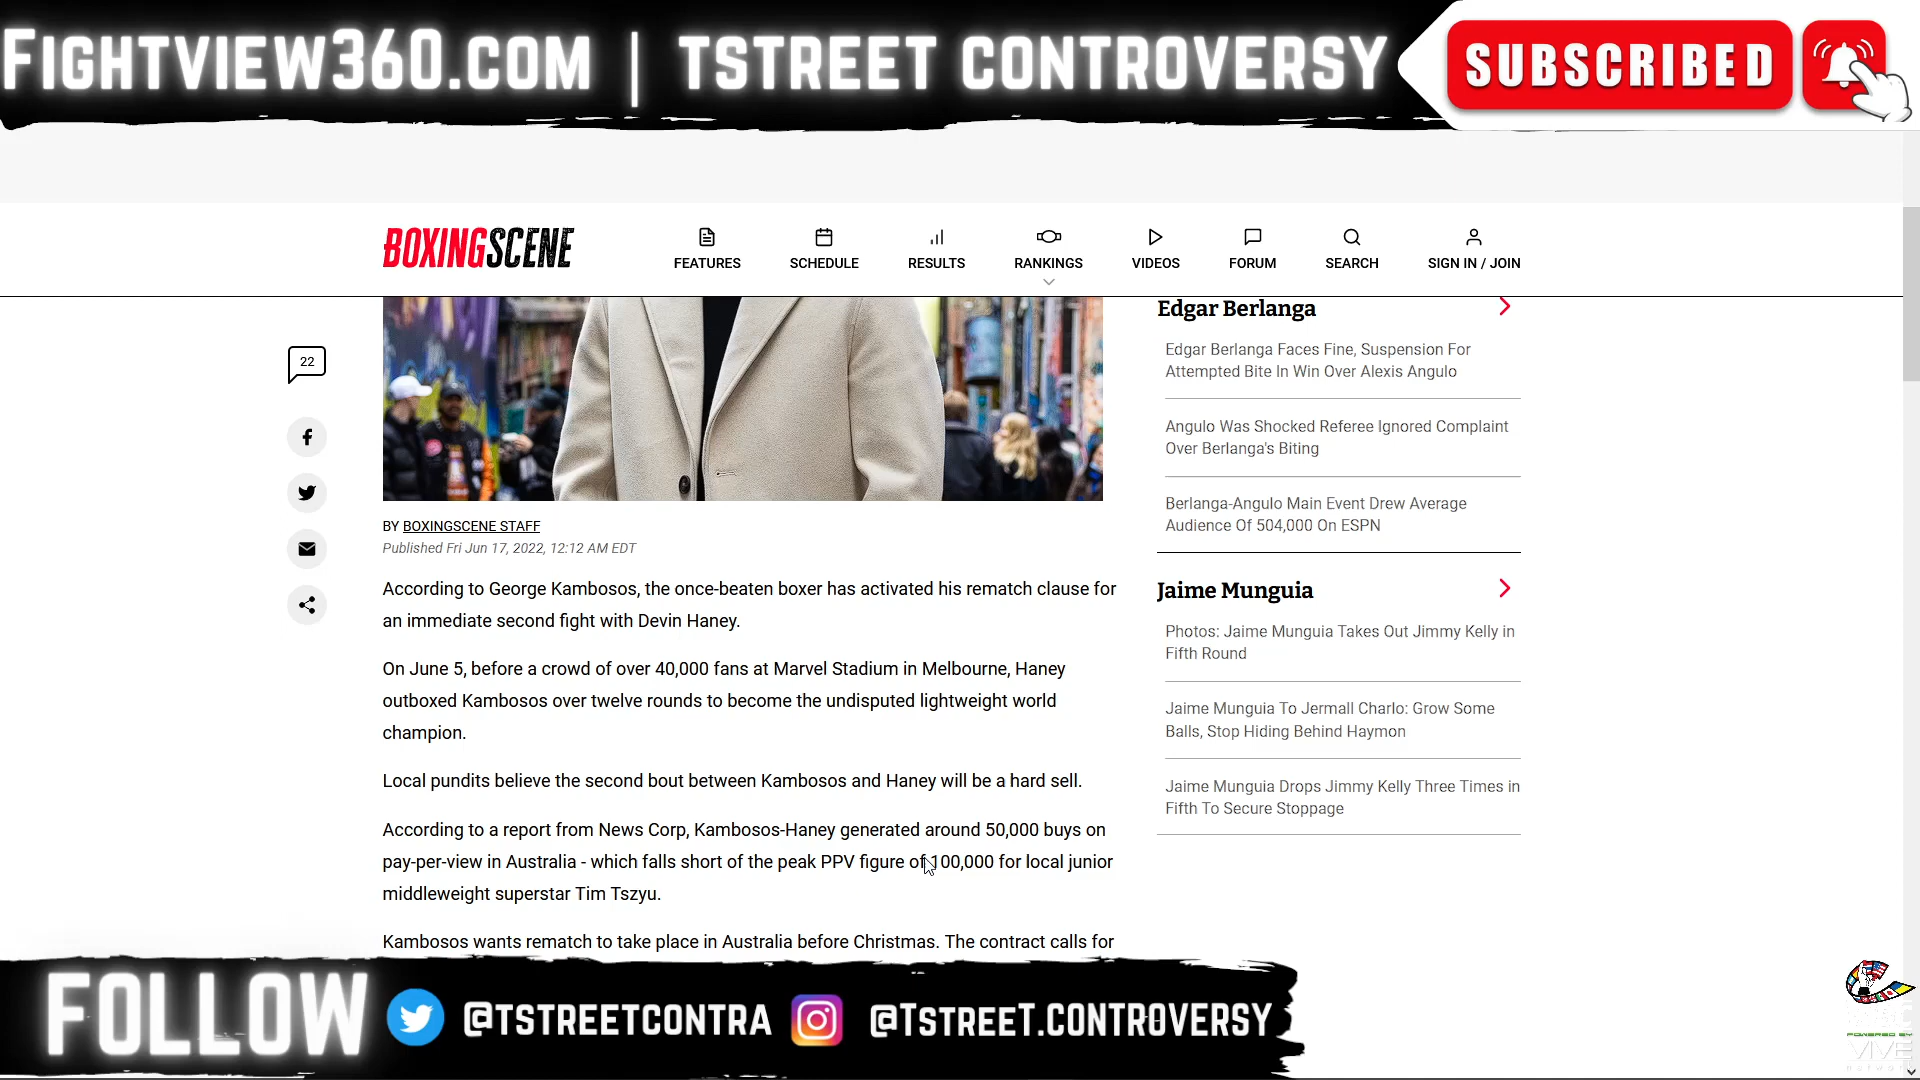 FIGHTVIEW360.COM | TSTREET CONTROVERSY
SUBSCRIBED
BOXINGSCENE
FEATURES
SCHEDULE
RESULTS
RANKINGS
VIDEOS
FORUM
SEARCH
SIGN IN / JOIN
22
BY BOXINGSCENE STAFF
Published Fri Jun 17, 2022, 12:12 AM EDT
According to George Kambosos, the once-beaten boxer has activated his rematch clause for
an immediate second fight with Devin Haney.
On June 5, before a crowd of over 40,000 fans at Marvel Stadium in Melbourne, Haney
outboxed Kambosos over twelve rounds to become the undisputed lightweight world
champion.
Local pundits believe the second bout between Kambosos and Haney will be a hard sell.
According to a report from News Corp, Kambosos-Haney generated around 50,000 buys on
pay-per-view in Australia - which falls short of the peak PPV figure of 100,000 for local junior
middleweight superstar Tim Tszyu.
Kambosos wants rematch to take place in Australia before Christmas. The contract calls for
Edgar Berlanga
Edgar Berlanga Faces Fine, Suspension For
Attempted Bite In Win Over Alexis Angulo
Angulo Was Shocked Referee Ignored Complaint
Over Berlanga's Biting
Berlanga-Angulo Main Event Drew Average
Audience Of 504,000 On ESPN
Jaime Munguia
Photos: Jaime Munguia Takes Out Jimmy Kelly in
Fifth Round
Jaime Munguia To Jermall Charlo: Grow Some
Balls, Stop Hiding Behind Haymon
Jaime Munguia Drops Jimmy Kelly Three Times in
Fifth To Secure Stoppage
FOLLOW
@TSTREETCONTRA
@TSTREET.CONTROVERSY
POWERED BY
VIVE
network